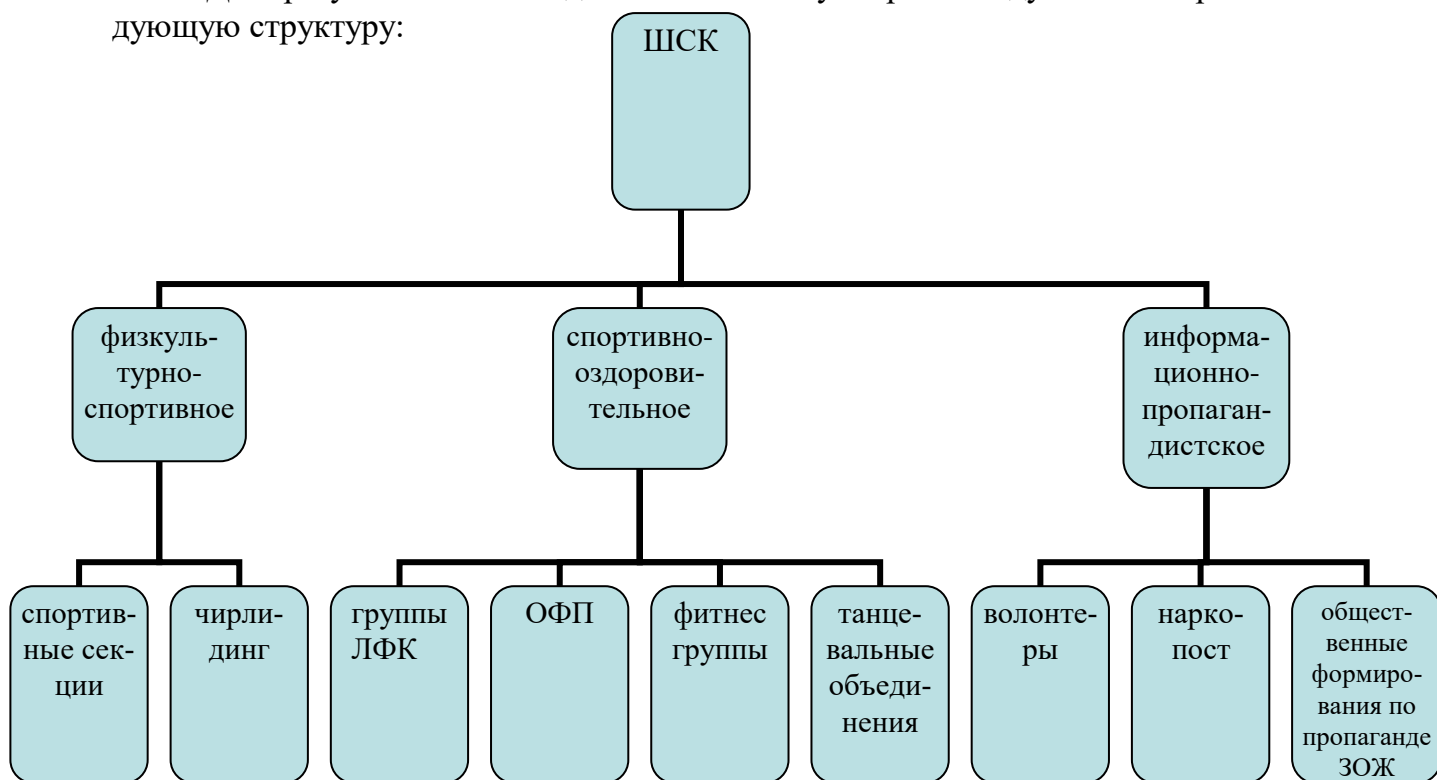 дующую структуру:
ШСК
физкуль-
турно-
спортивное
спортивно-
оздорови-
тельное
информа-
ционно-
пропаган-
дистское
спортив-
ные сек-
ции
чирли-
динг
группы
ЛФК
ОФП
фитнес
группы
танце-
вальные
объеди-
нения
волонте-
ры
нарко-
пост
общест-
венные
формиро-
вания по
пропаганде
ЗОЖ